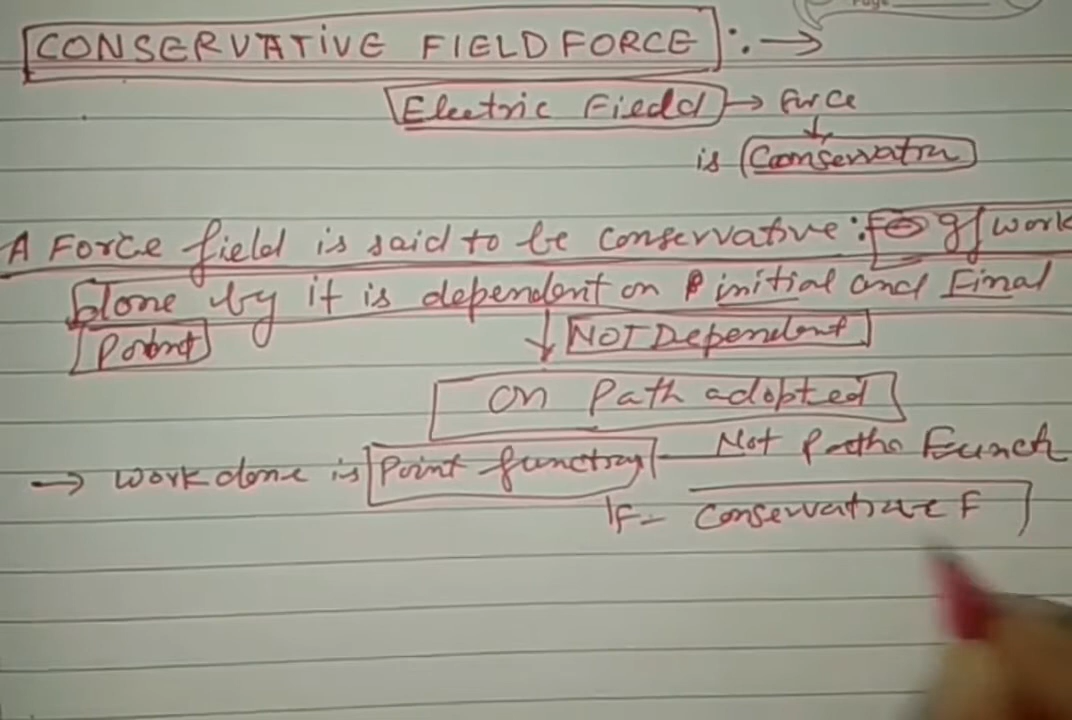 CONSERVATIVE FIELD FORCE :→
Electric Field → Force
↓
is Conservative
A Force field is said to be conservative : If work
done by it is dependent on initial and Final
Point
↓ NOT Dependent
on Path adopted
→ work done is Point function - Not Path Funct
If - Conservative F